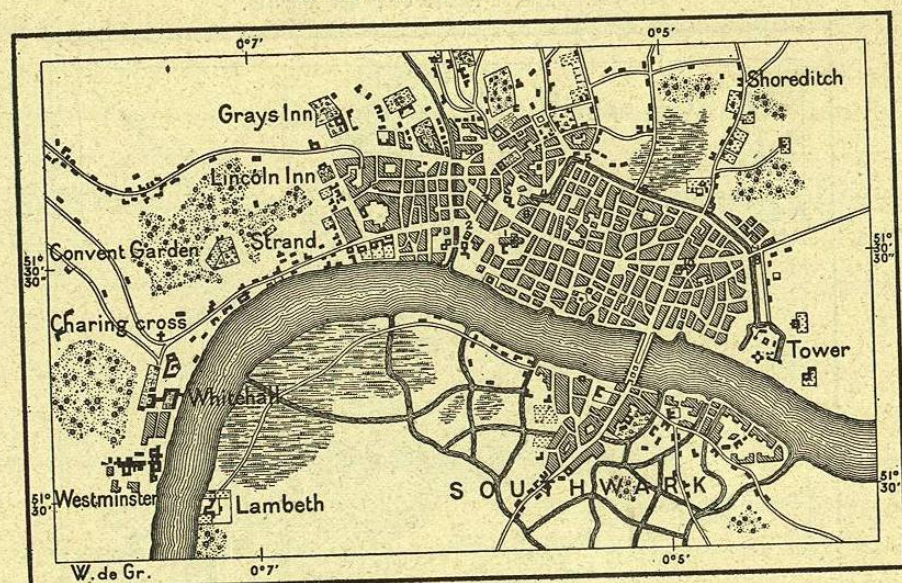 0°7' 0°5'
Shoreditch
Grays Inn
Lincoln Inn
Convent Garden
Strand.
51° 30' 30"
51° 30' 30"
Charing cross
Tower
Whitehall
SOUTHWARK
51° 30'
51° 30'
Westminster
Lambeth
0°7' 0°5'
W. de Gr.